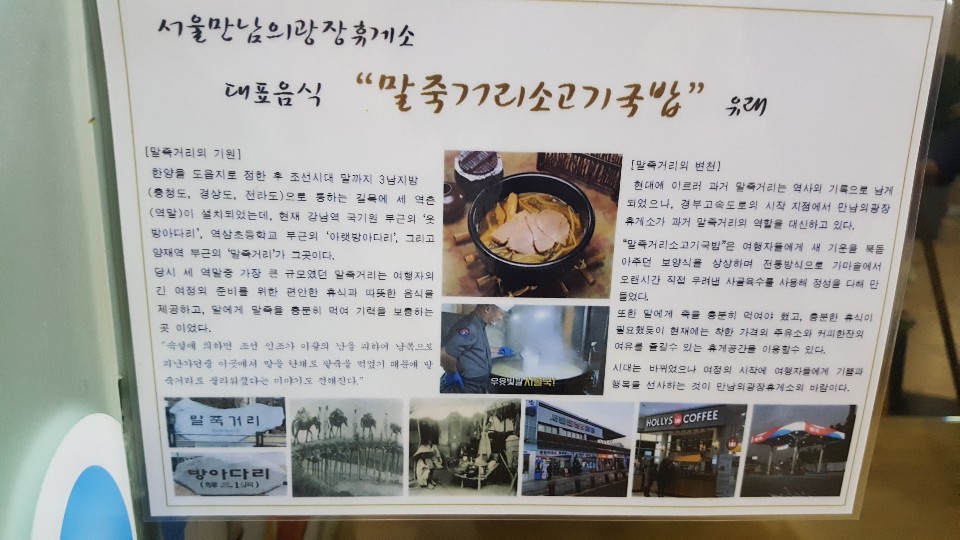 서울만남의광장휴게소
대표음식 “말죽거리소고기국밥” 유래
[말죽거리의 기원]
한양을 도읍지로 정한 후 조선시대 말까지 3남지방
(충청도, 경상도, 전라도)으로 통하는 길목에 세 역촌
(역말)이 설치되었는데, 현재 강남역 국기원 부근의 ‘웃
방아다리’, 역삼초등학교 부근의 ‘아랫방아다리’, 그리고
양재역 부근의 ‘말죽거리’가 그곳이다.
당시 세 역말중 가장 큰 규모였던 말죽거리는 여행자의
긴 여정의 준비를 위한 편안한 휴식과 따뜻한 음식을
제공하고, 말에게 말죽을 충분히 먹여 기력을 보충하는
곳 이었다.
“속설에 의하면 조선 인조가 이괄의 난을 피하여 남쪽으로
피난가던중 이곳에서 말을 탄채로 팥죽을 먹었기 때문에 말
죽거리로 불리워졌다는 이야기도 전해진다.”
무유빛깔 사골국!
[말죽거리의 변천]
현대에 이르러 과거 말죽거리는 역사의 기록으로 남게
되었으나, 경부고속도로의 시작 지점에서 만남의광장
휴게소가 과거 말죽거리의 역할을 대신하고 있다.
“말죽거리소고기국밥”은 여행자들에게 새 기운을 북돋
아주던 보양식을 상상하며 전통방식으로 가마솥에서
오랜시간 직접 우려낸 사골육수를 사용해 정성을 다해 만
들었다.
또한 말에게 죽을 충분히 먹여야 했고, 충분한 휴식이
필요했듯이 현재에는 착한 가격의 주유소와 커피한잔의
여유를 즐길수 있는 휴게공간을 이용할수 있다.
시대는 바뀌었으나 여정의 시작에 여행자들에게 기쁨과
행복을 선사하는 것이 만남의광장휴게소의 바람이다.
말죽거리
방아다리
HOLLYS COFFEE